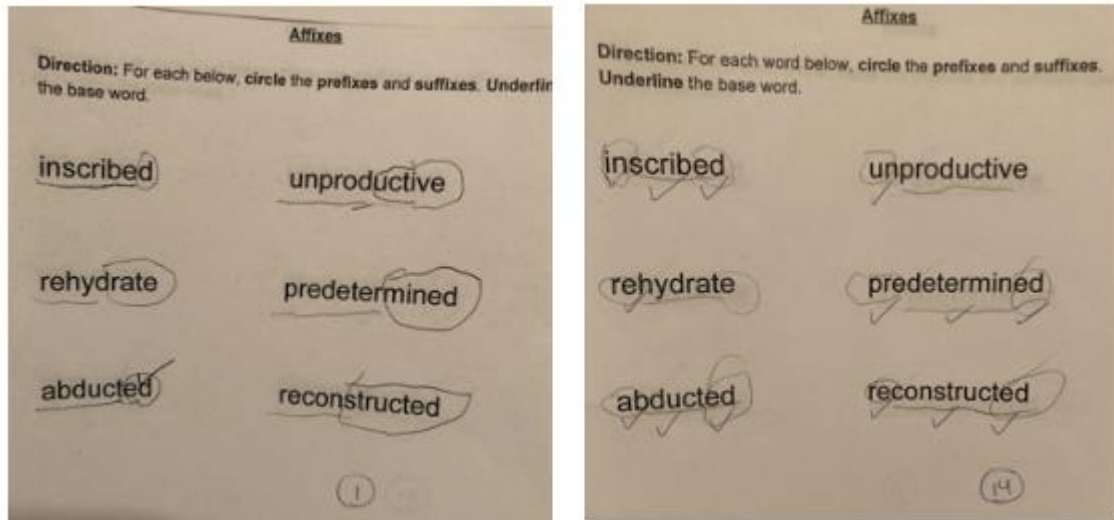 Affixes
Direction: For each below, circle the prefixes and suffixes.
the base word.
inscribed unproductive
rehydrate predetermined
abducted reconstructed
1
Affixes
Direction: For each word below, circle the prefixes and suffixes.
Underline the base word.
inscribed unproductive
rehydrate predetermined
abducted reconstructed
14